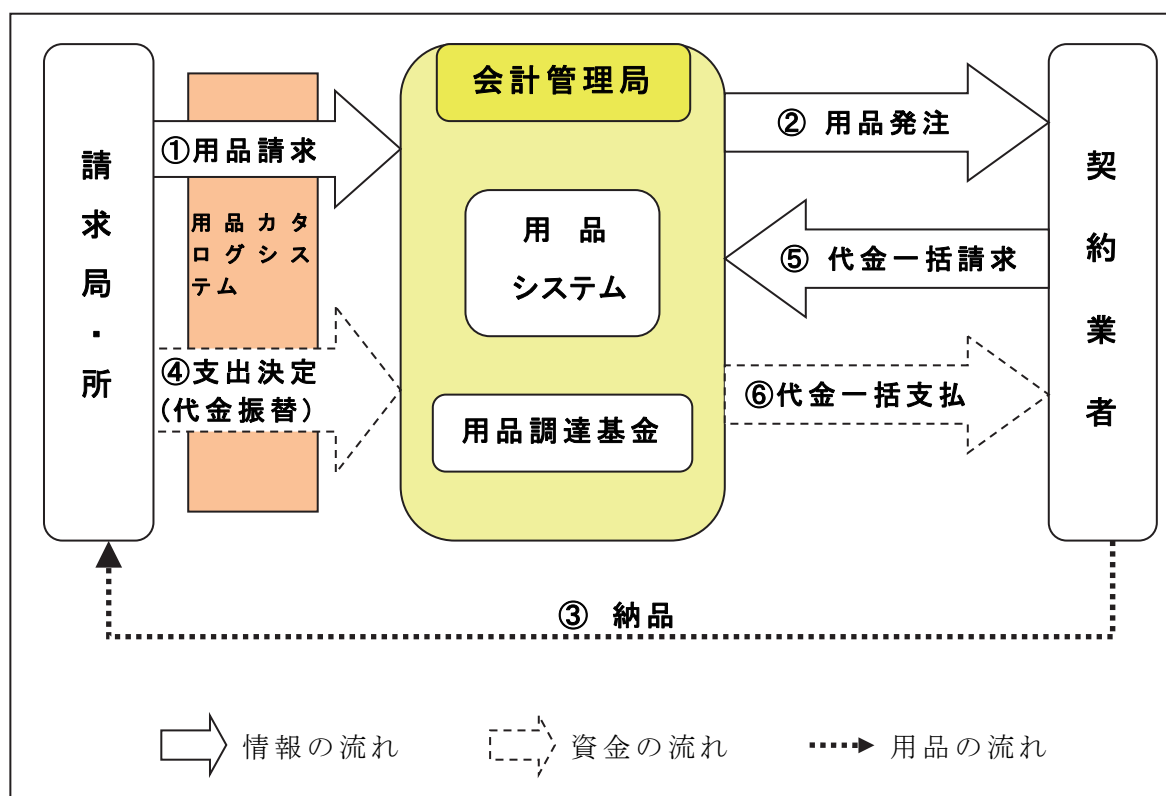 会計管理局
請求局・所
①用品請求
用品カタ
ログシス
テム
④支出決定
(代金振替)
用品
システム
用品調達基金
② 用品発注
⑤ 代金一括請求
⑥代金一括支払
契約業者
③ 納品
情報の流れ
資金の流れ
用品の流れ